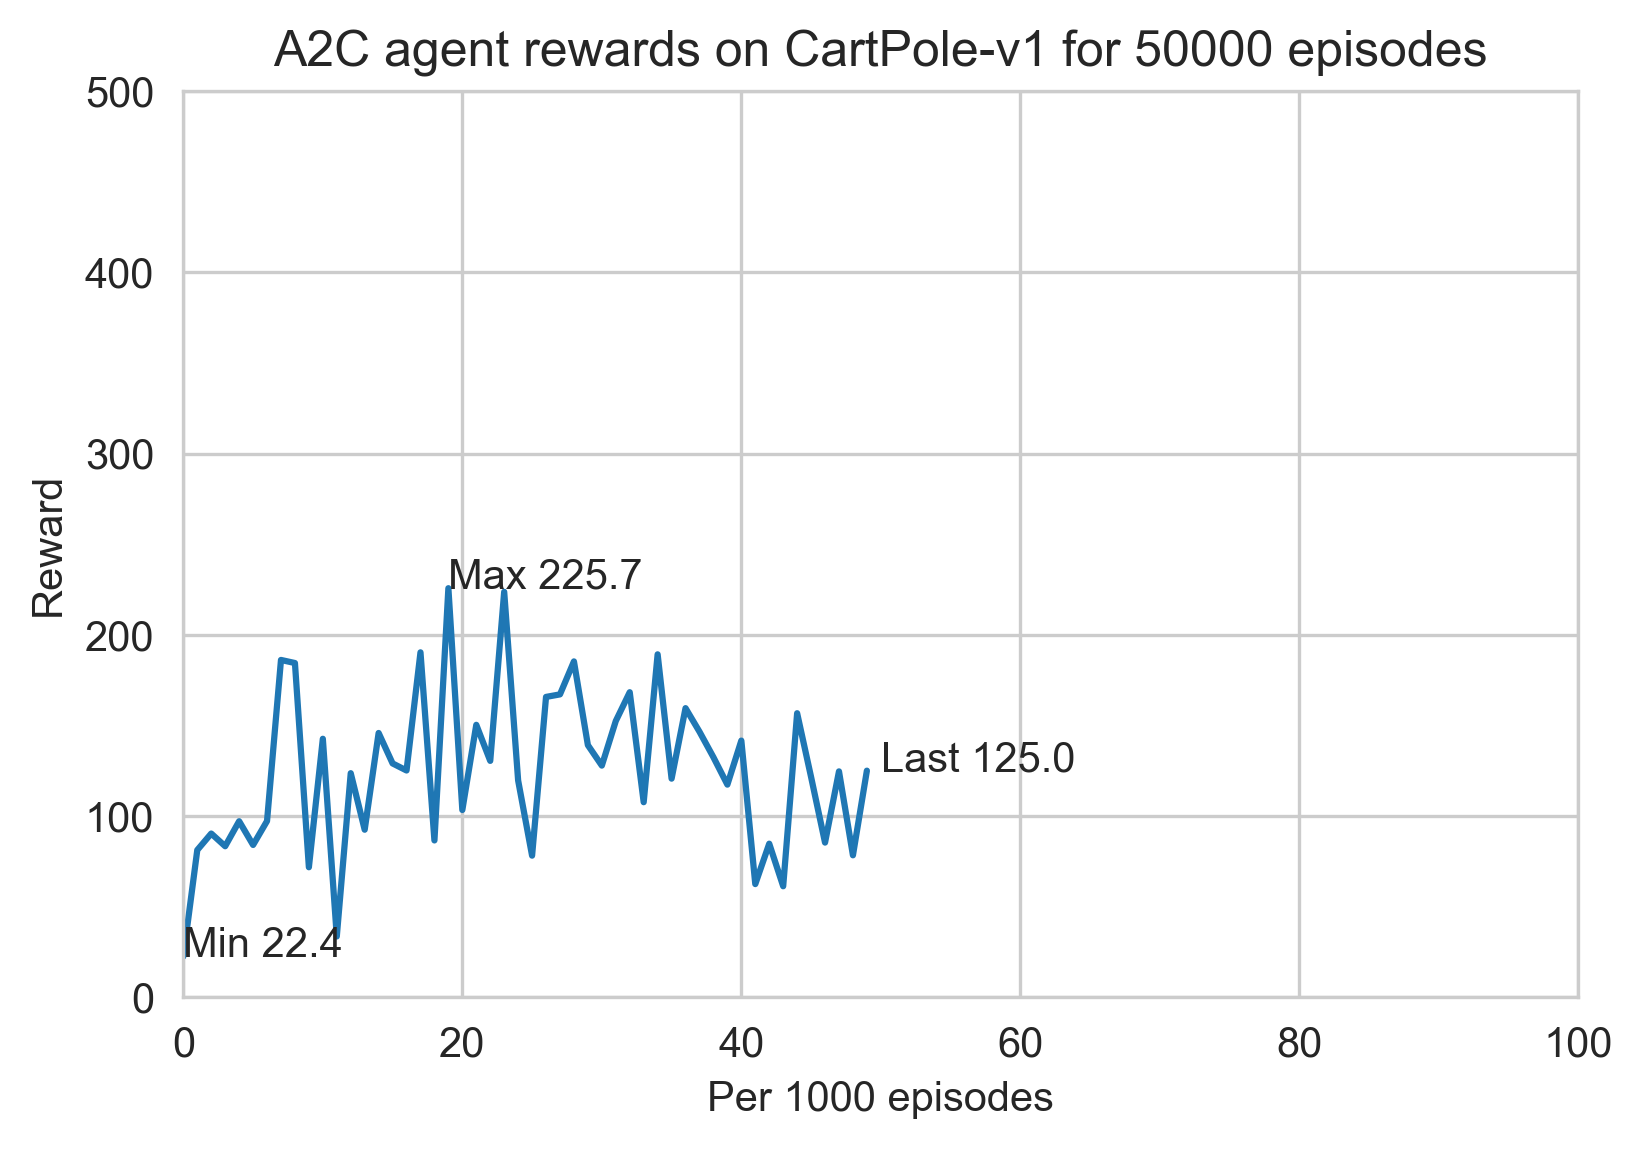 A2C agent rewards on CartPole-v1 for 50000 episodes
500
400
300
200
100
0
Reward
Max 225.7
Last 125.0
Min 22.4
0 20 40 60 80 100
Per 1000 episodes